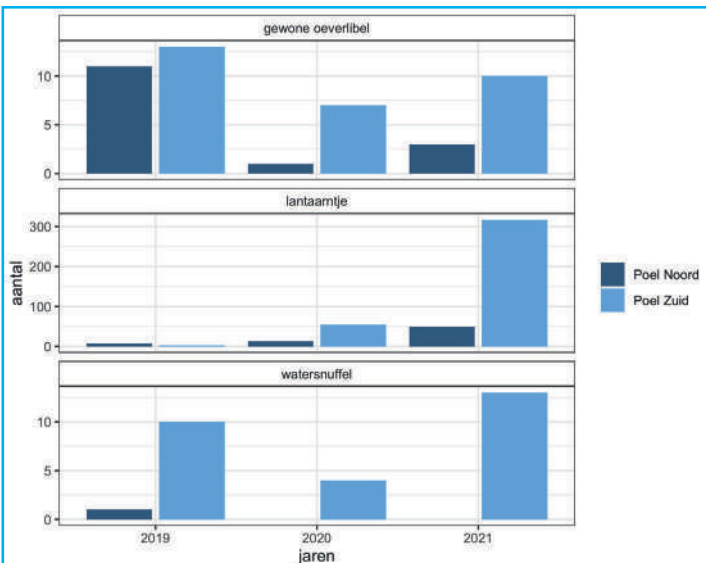 gewone oeverlibel
10
5
0
lantaarntje
300
200
100
0
watersnuffel
10
5
0
2019 2020 2021
jaren
aantal
Poel Noord
Poel Zuid